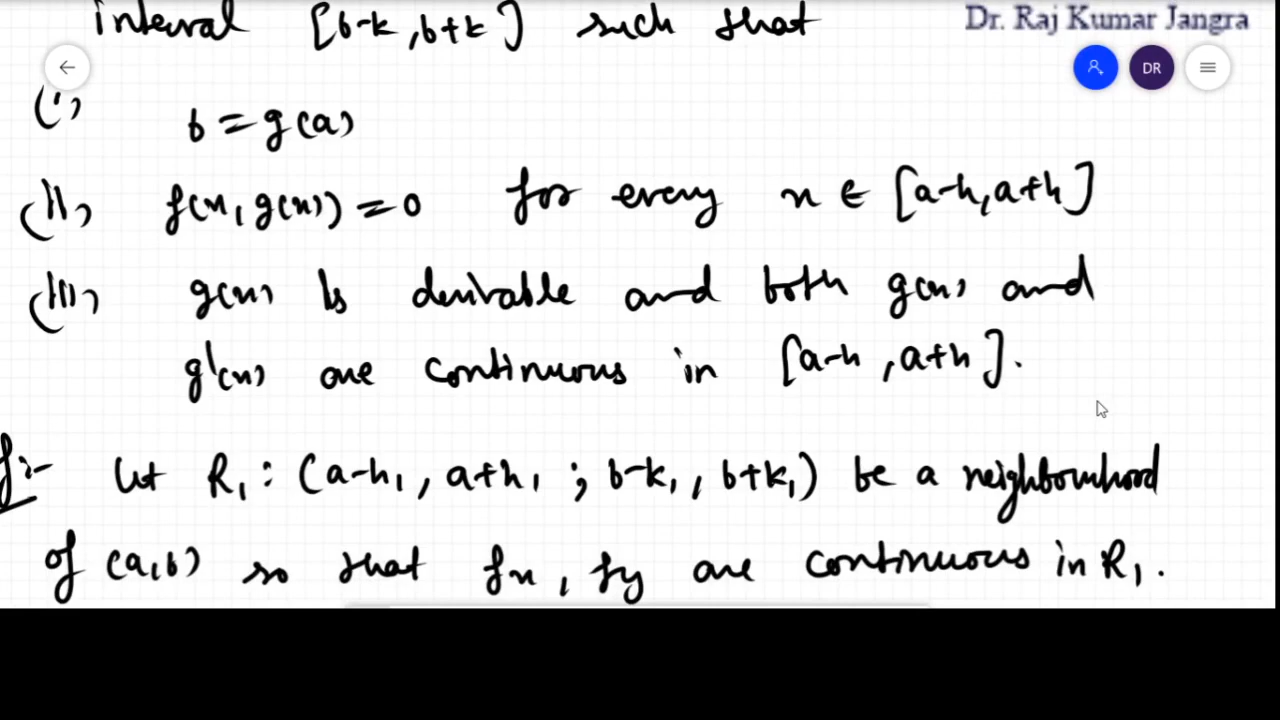 interval [b-k, b+k] such that
Dr. Raj Kumar Jangra
DR
(i) b = g(a)
(ii) f(x, g(x)) = 0 for every x ∈ [a-h, a+h]
(iii) g(x) is derivable and both g(x) and
g'(x) are continuous in [a-h, a+h].
f:- Let R₁ : (a-h₁, a+h₁ ; b-k₁, b+k₁) be a neighbourhood
of (a,b) so that fx, fy are continuous in R₁.